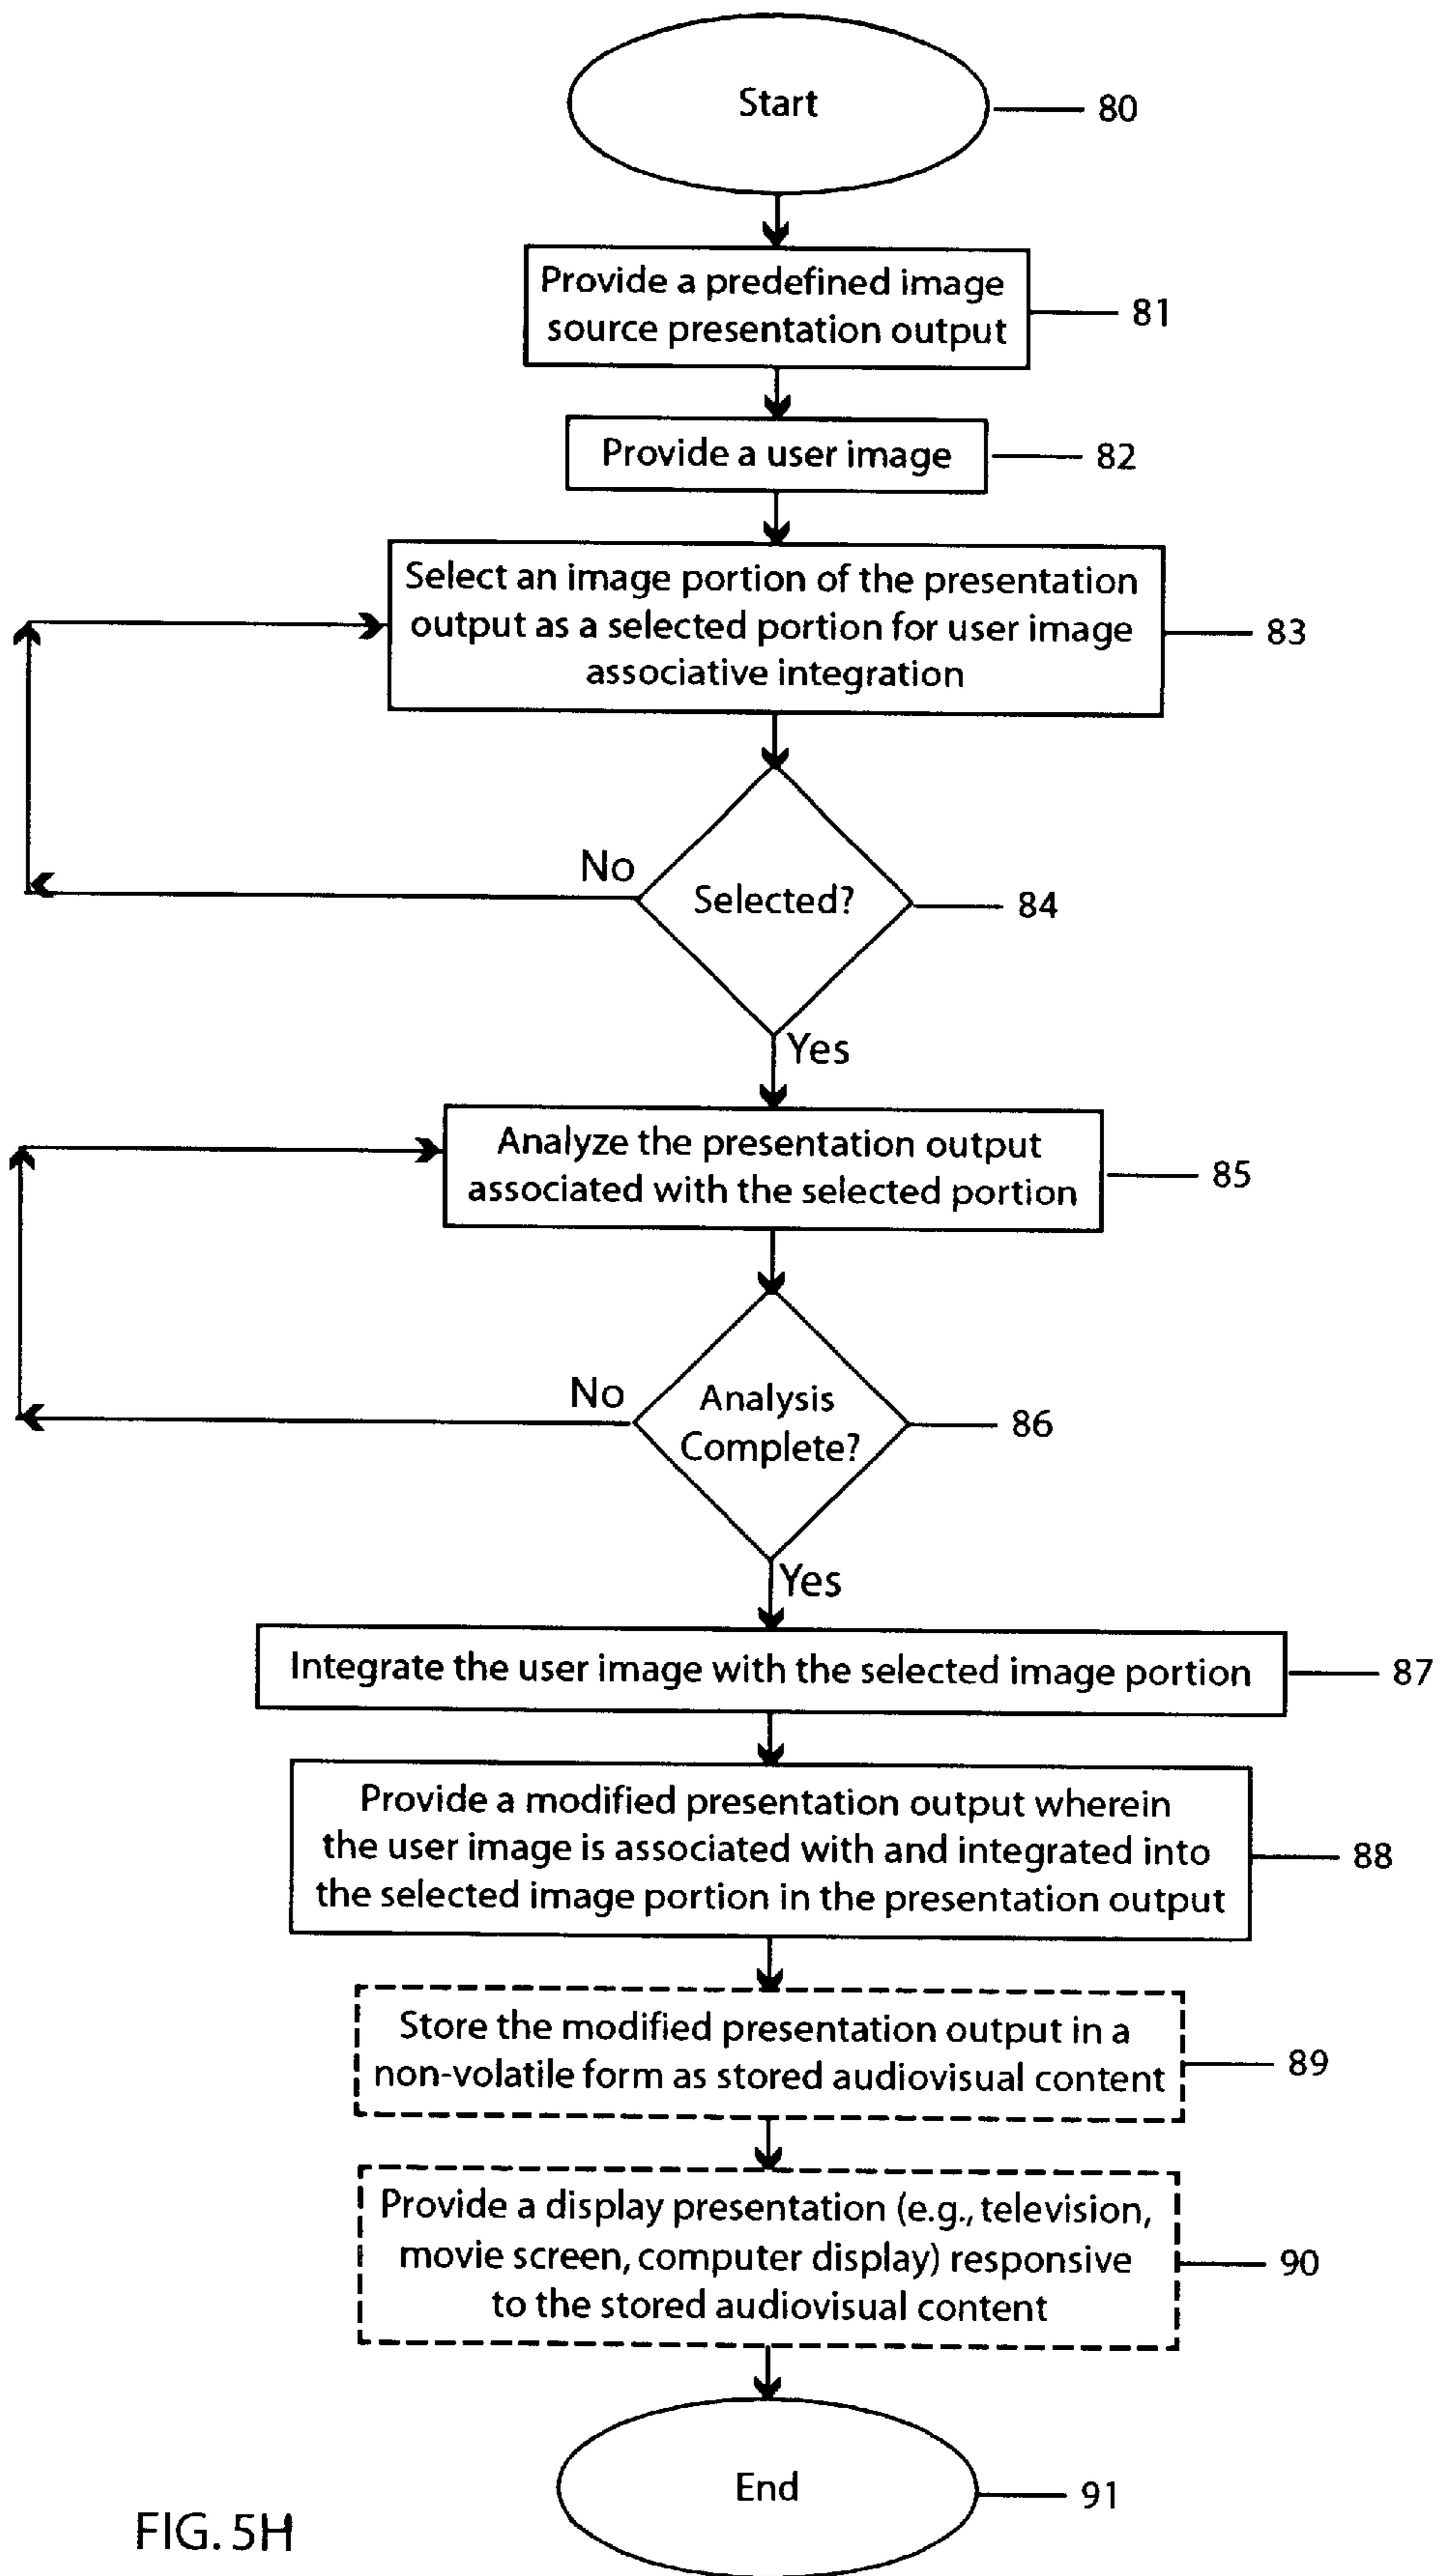 Start
80
Provide a predefined image
source presentation output
81
Provide a user image
82
Select an image portion of the presentation
output as a selected portion for user image
associative integration
83
No
Selected?
84
Yes
Analyze the presentation output
associated with the selected portion
85
No
Analysis
Complete?
86
Yes
Integrate the user image with the selected image portion
87
Provide a modified presentation output wherein
the user image is associated with and integrated into
the selected image portion in the presentation output
88
Store the modified presentation output in a
non-volatile form as stored audiovisual content
89
Provide a display presentation (e.g., television,
movie screen, computer display) responsive
to the stored audiovisual content
90
End
91
FIG. 5H